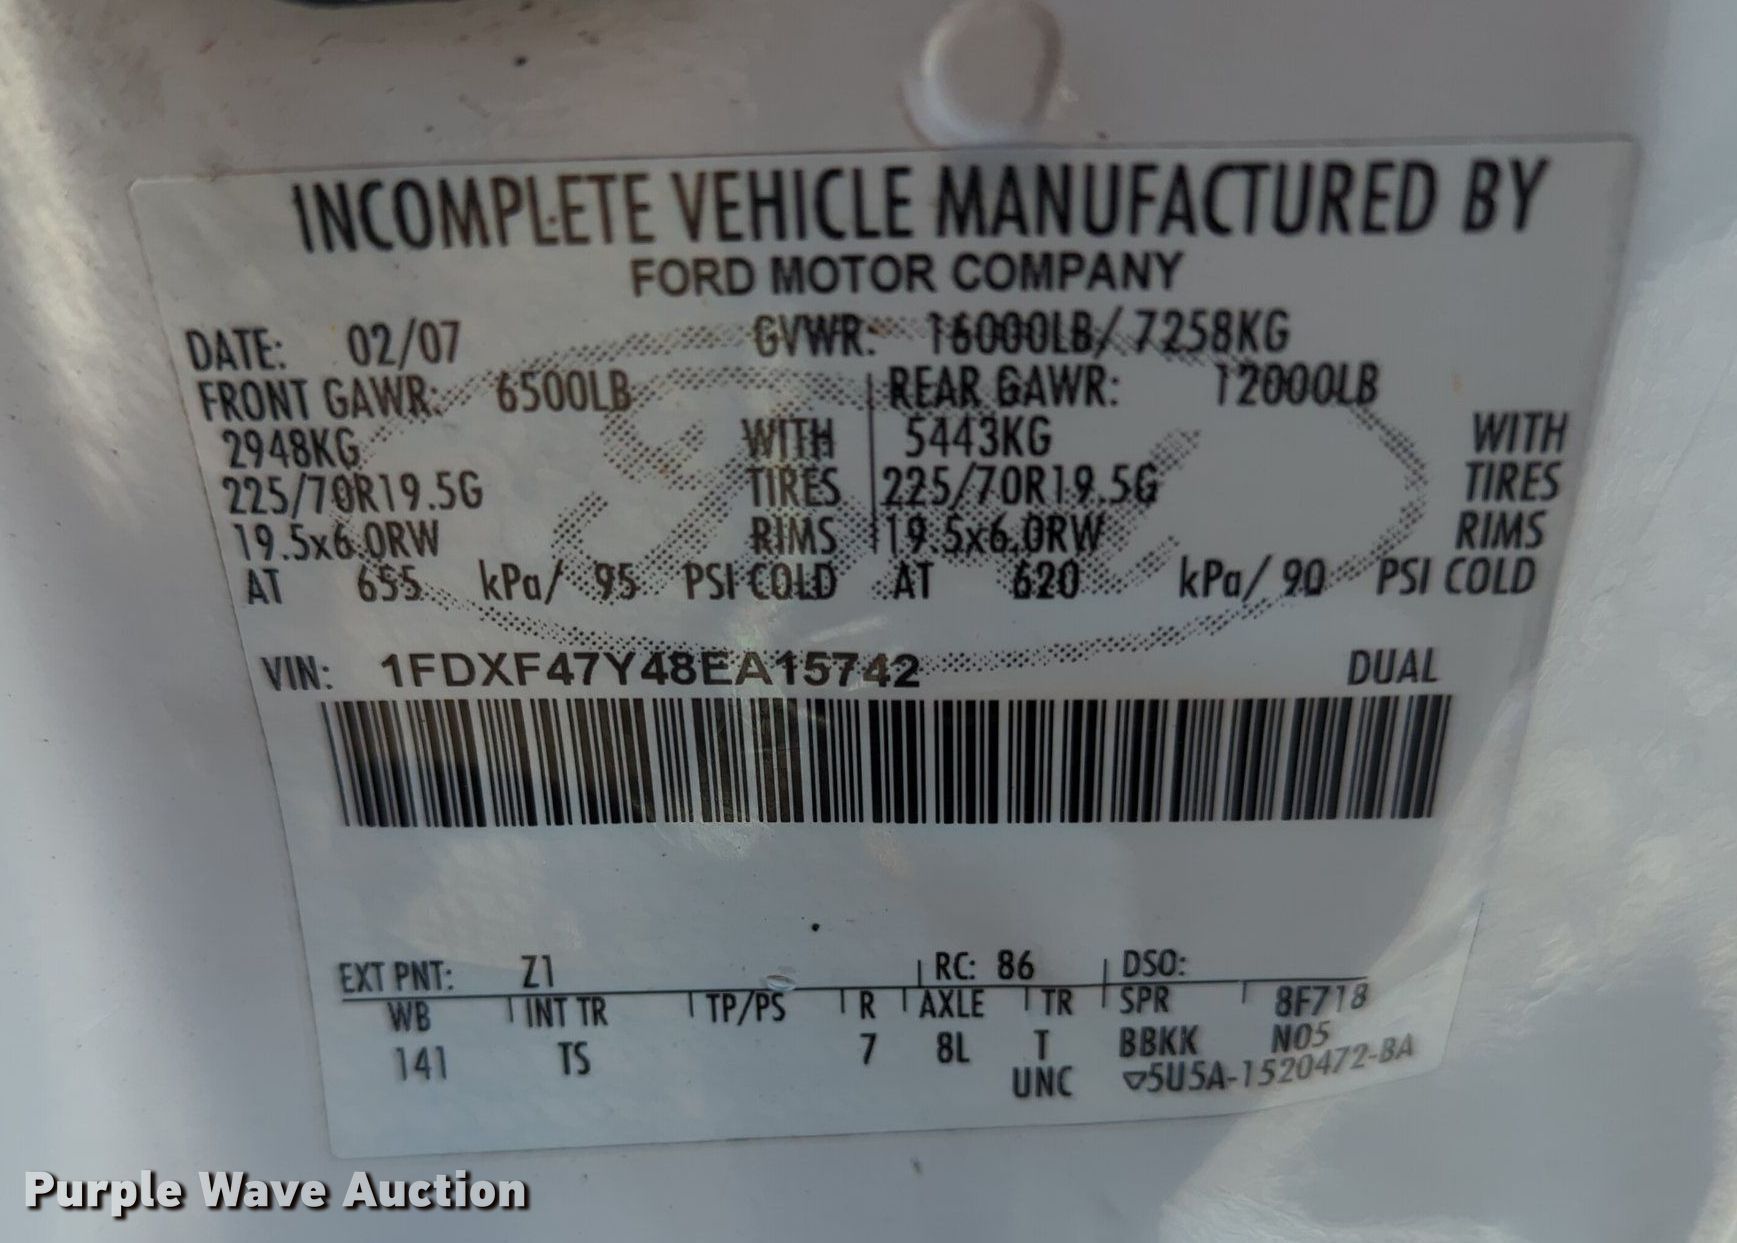 INCOMPLETE VEHICLE MANUFACTURED BY
FORD MOTOR COMPANY
DATE: 02/07 GVWR: 16000LB/ 7258KG
FRONT GAWR: 6500LB REAR GAWR: 12000LB
2948KG WITH 5443KG WITH
225/70R19.5G TIRES 225/70R19.5G TIRES
19.5x6.0RW RIMS 19.5x6.0RW RIMS
AT 655 kPa/ 95 PSI COLD AT 620 kPa/ 90 PSI COLD
VIN: 1FDXF47Y48EA15742 DUAL
EXT PNT: Z1 RC: 86 DSO:
WB INT TR TP/PS R AXLE TR SPR 8F718
141 TS 7 8L T BBKK N05
UNC ▽5U5A-1520472-BA
Purple Wave Auction